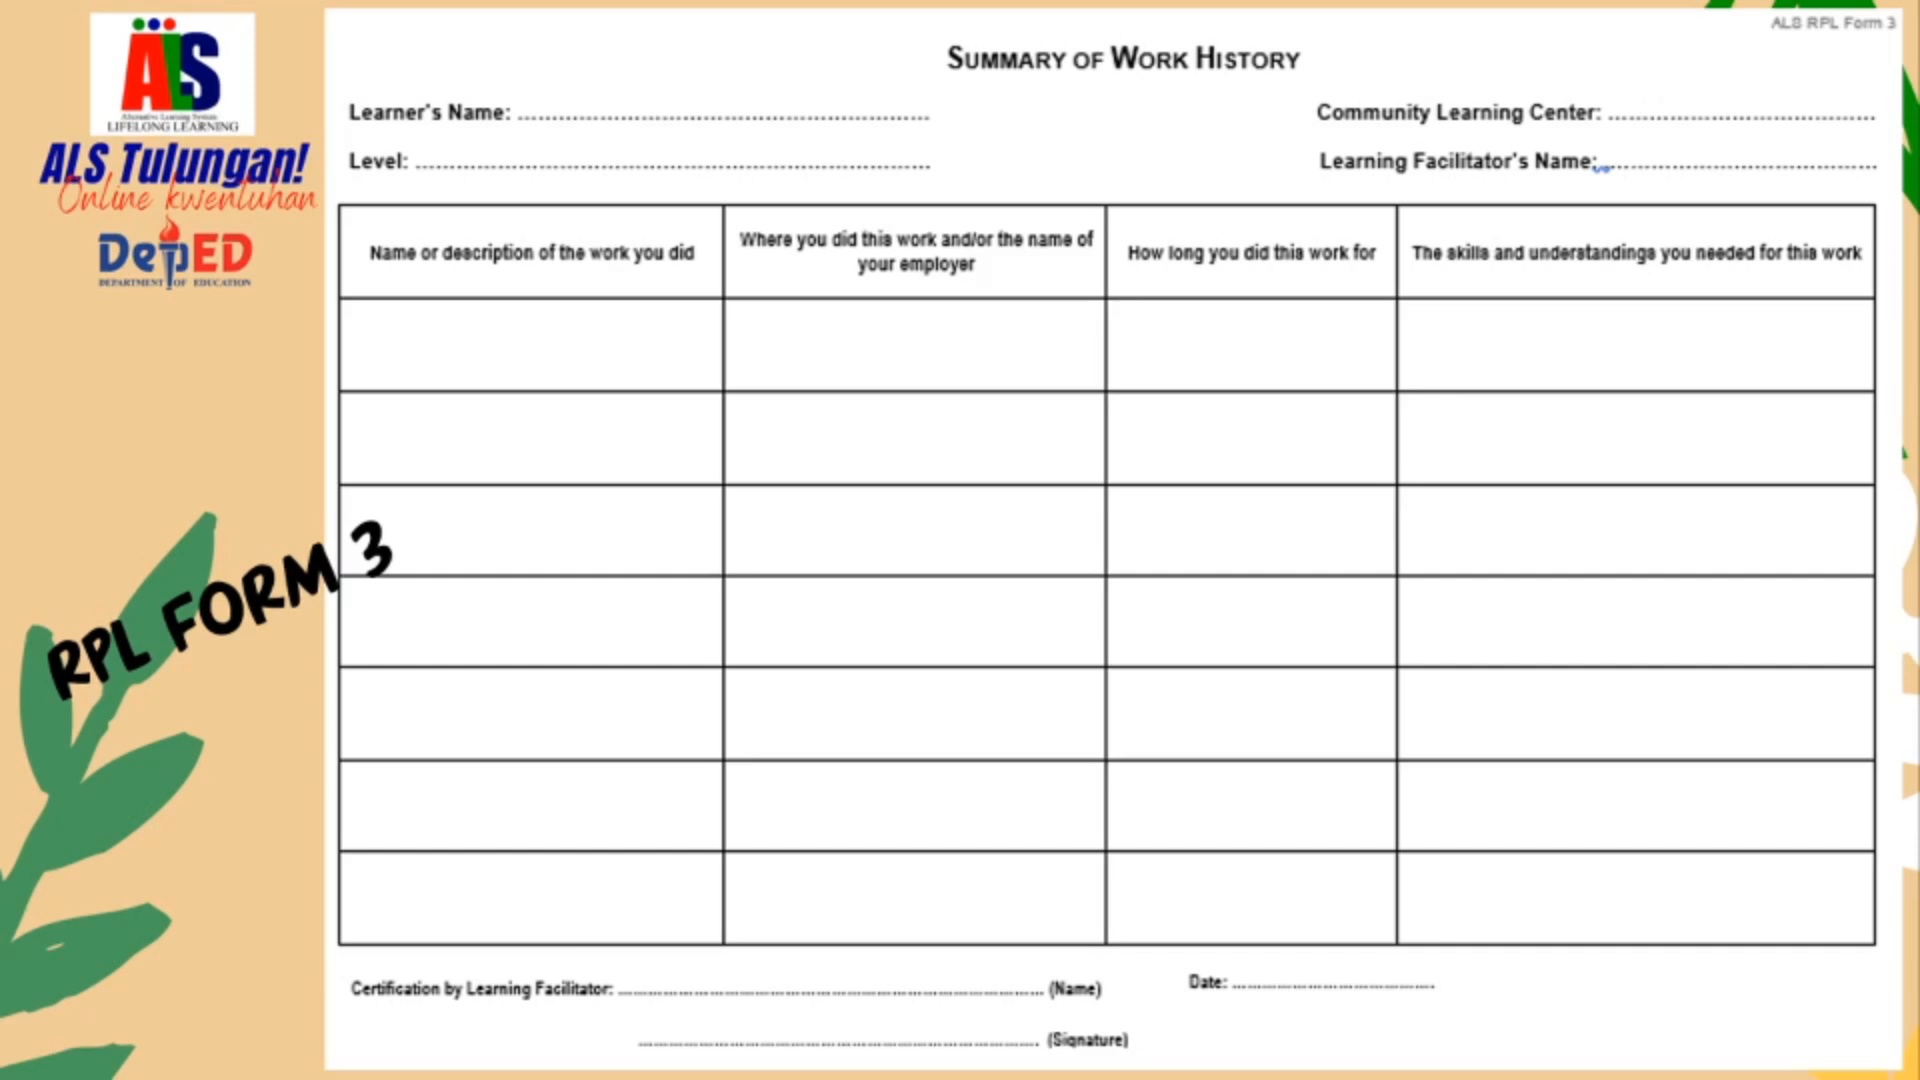 ALS RPL Form 3
ALS
Alternative Learning System
LIFELONG LEARNING
ALS Tulungan!
Online kwentuhan
DepED
DEPARTMENT OF EDUCATION
RPL FORM 3
SUMMARY OF WORK HISTORY
Learner's Name: ............................................................ Community Learning Center: .......................................
Level: ........................................................................... Learning Facilitator's Name: .......................................
Name or description of the work you did
Where you did this work and/or the name of
your employer
How long you did this work for
The skills and understandings you needed for this work
Certification by Learning Facilitator: ........................................................................ (Name) Date: ....................................
.................................................................... (Signature)